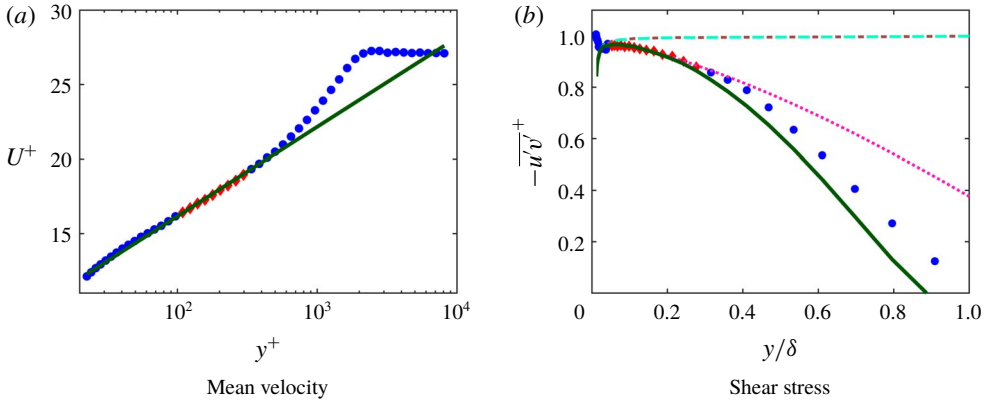 (a)
30
25
20
15
U⁺
10²
10³
10⁴
y⁺
Mean velocity
(b)
1.0
0.8
0.6
0.4
0.2
−u′v′⁺
0
0.2
0.4
0.6
0.8
1.0
y/δ
Shear stress